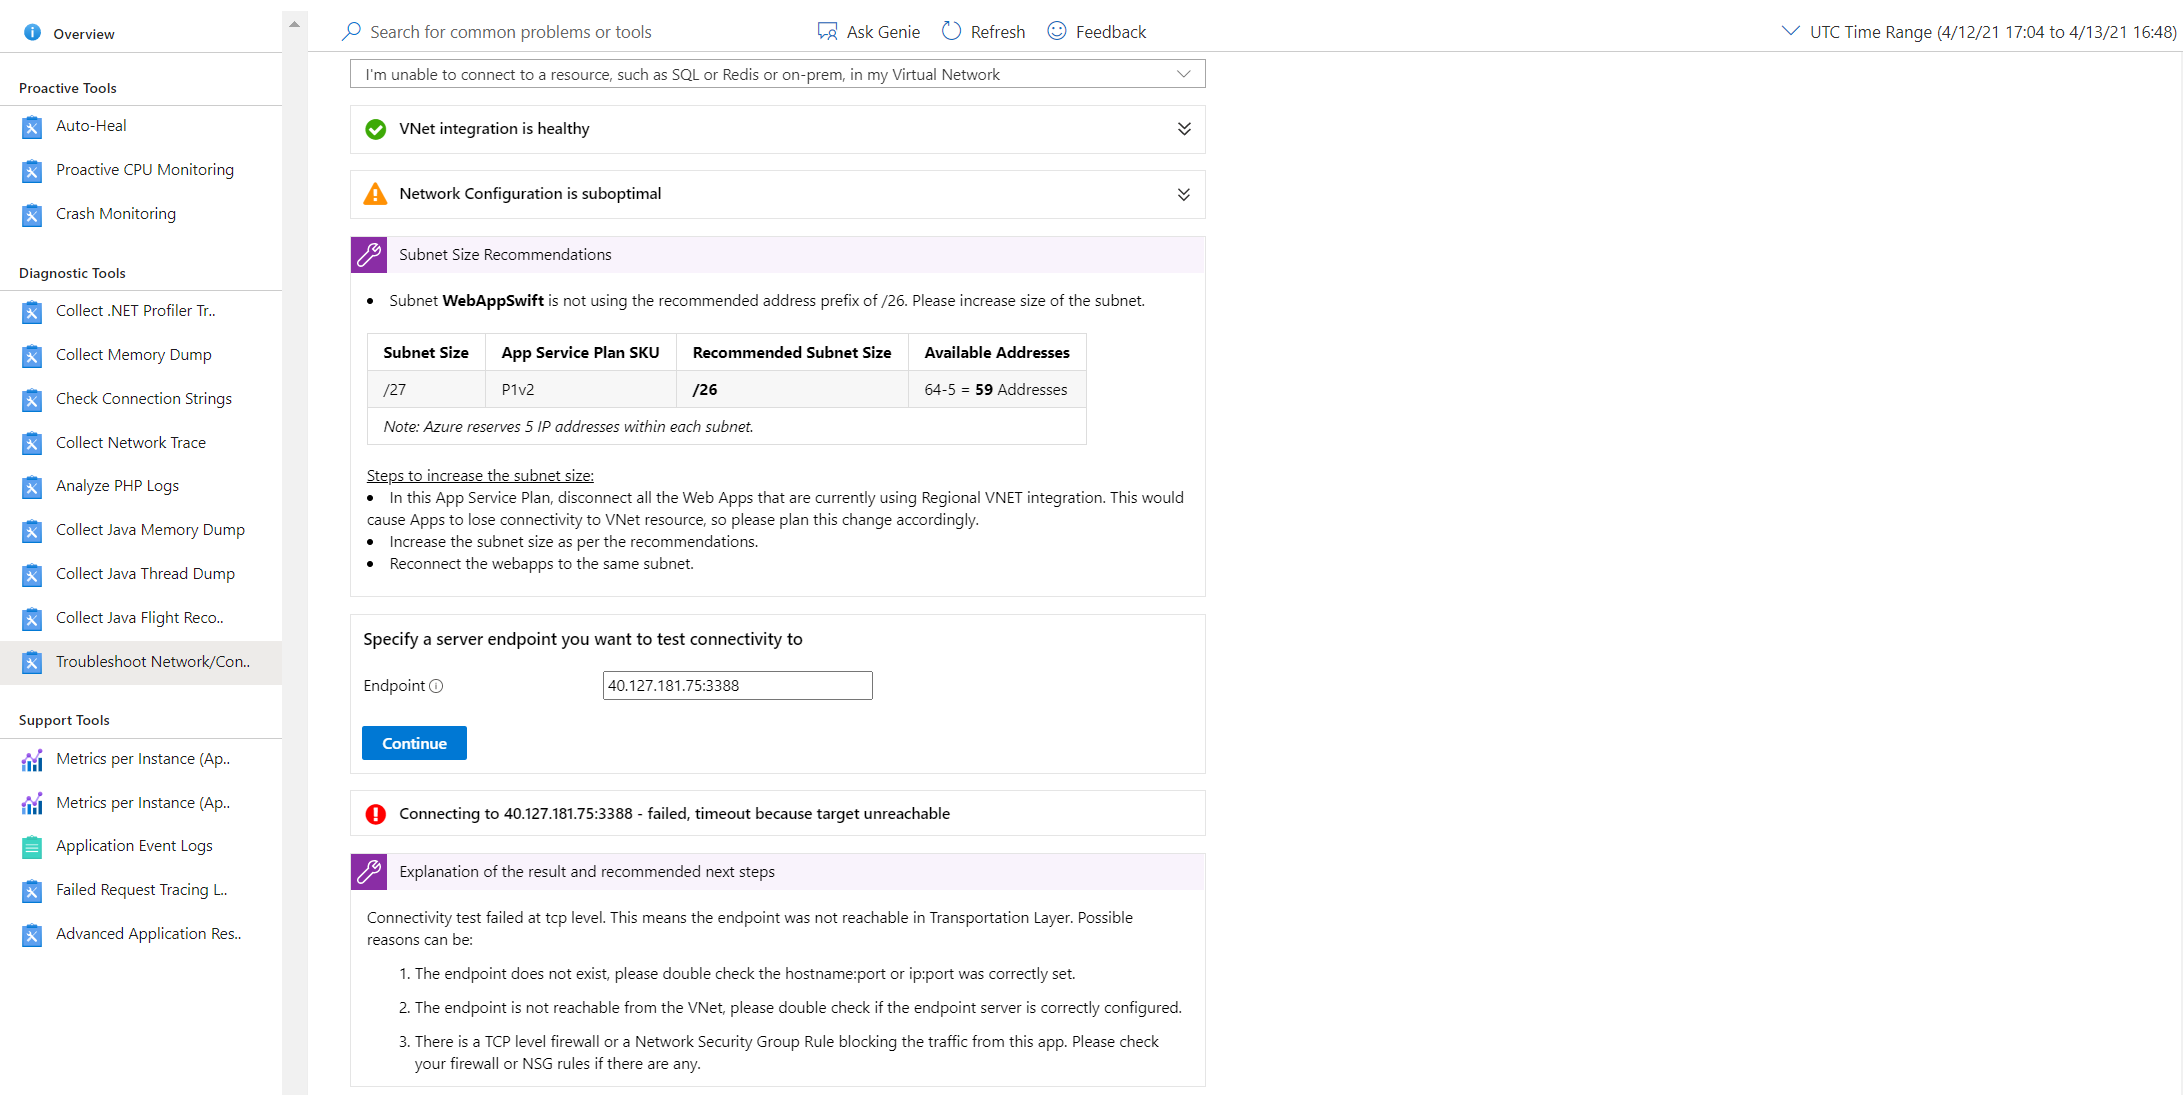 Overview
Proactive Tools
Auto-Heal
Proactive CPU Monitoring
Crash Monitoring
Diagnostic Tools
Collect .NET Profiler Tr..
Collect Memory Dump
Check Connection Strings
Collect Network Trace
Analyze PHP Logs
Collect Java Memory Dump
Collect Java Thread Dump
Collect Java Flight Reco..
Troubleshoot Network/Con..
Support Tools
Metrics per Instance (Ap..
Metrics per Instance (Ap..
Application Event Logs
Failed Request Tracing L..
Advanced Application Res..
Search for common problems or tools
Ask Genie
Refresh
Feedback
UTC Time Range (4/12/21 17:04 to 4/13/21 16:48)
I'm unable to connect to a resource, such as SQL or Redis or on-prem, in my Virtual Network
VNet integration is healthy
Network Configuration is suboptimal
Subnet Size Recommendations
• Subnet WebAppSwift is not using the recommended address prefix of /26. Please increase size of the subnet.
Subnet Size App Service Plan SKU Recommended Subnet Size Available Addresses
/27 P1v2 /26 64-5 = 59 Addresses
Note: Azure reserves 5 IP addresses within each subnet.
Steps to increase the subnet size:
• In this App Service Plan, disconnect all the Web Apps that are currently using Regional VNET integration. This would
cause Apps to lose connectivity to VNet resource, so please plan this change accordingly.
• Increase the subnet size as per the recommendations.
• Reconnect the webapps to the same subnet.
Specify a server endpoint you want to test connectivity to
Endpoint
40.127.181.75:3388
Continue
Connecting to 40.127.181.75:3388 - failed, timeout because target unreachable
Explanation of the result and recommended next steps
Connectivity test failed at tcp level. This means the endpoint was not reachable in Transportation Layer. Possible
reasons can be:
1. The endpoint does not exist, please double check the hostname:port or ip:port was correctly set.
2. The endpoint is not reachable from the VNet, please double check if the endpoint server is correctly configured.
3. There is a TCP level firewall or a Network Security Group Rule blocking the traffic from this app. Please check
your firewall or NSG rules if there are any.